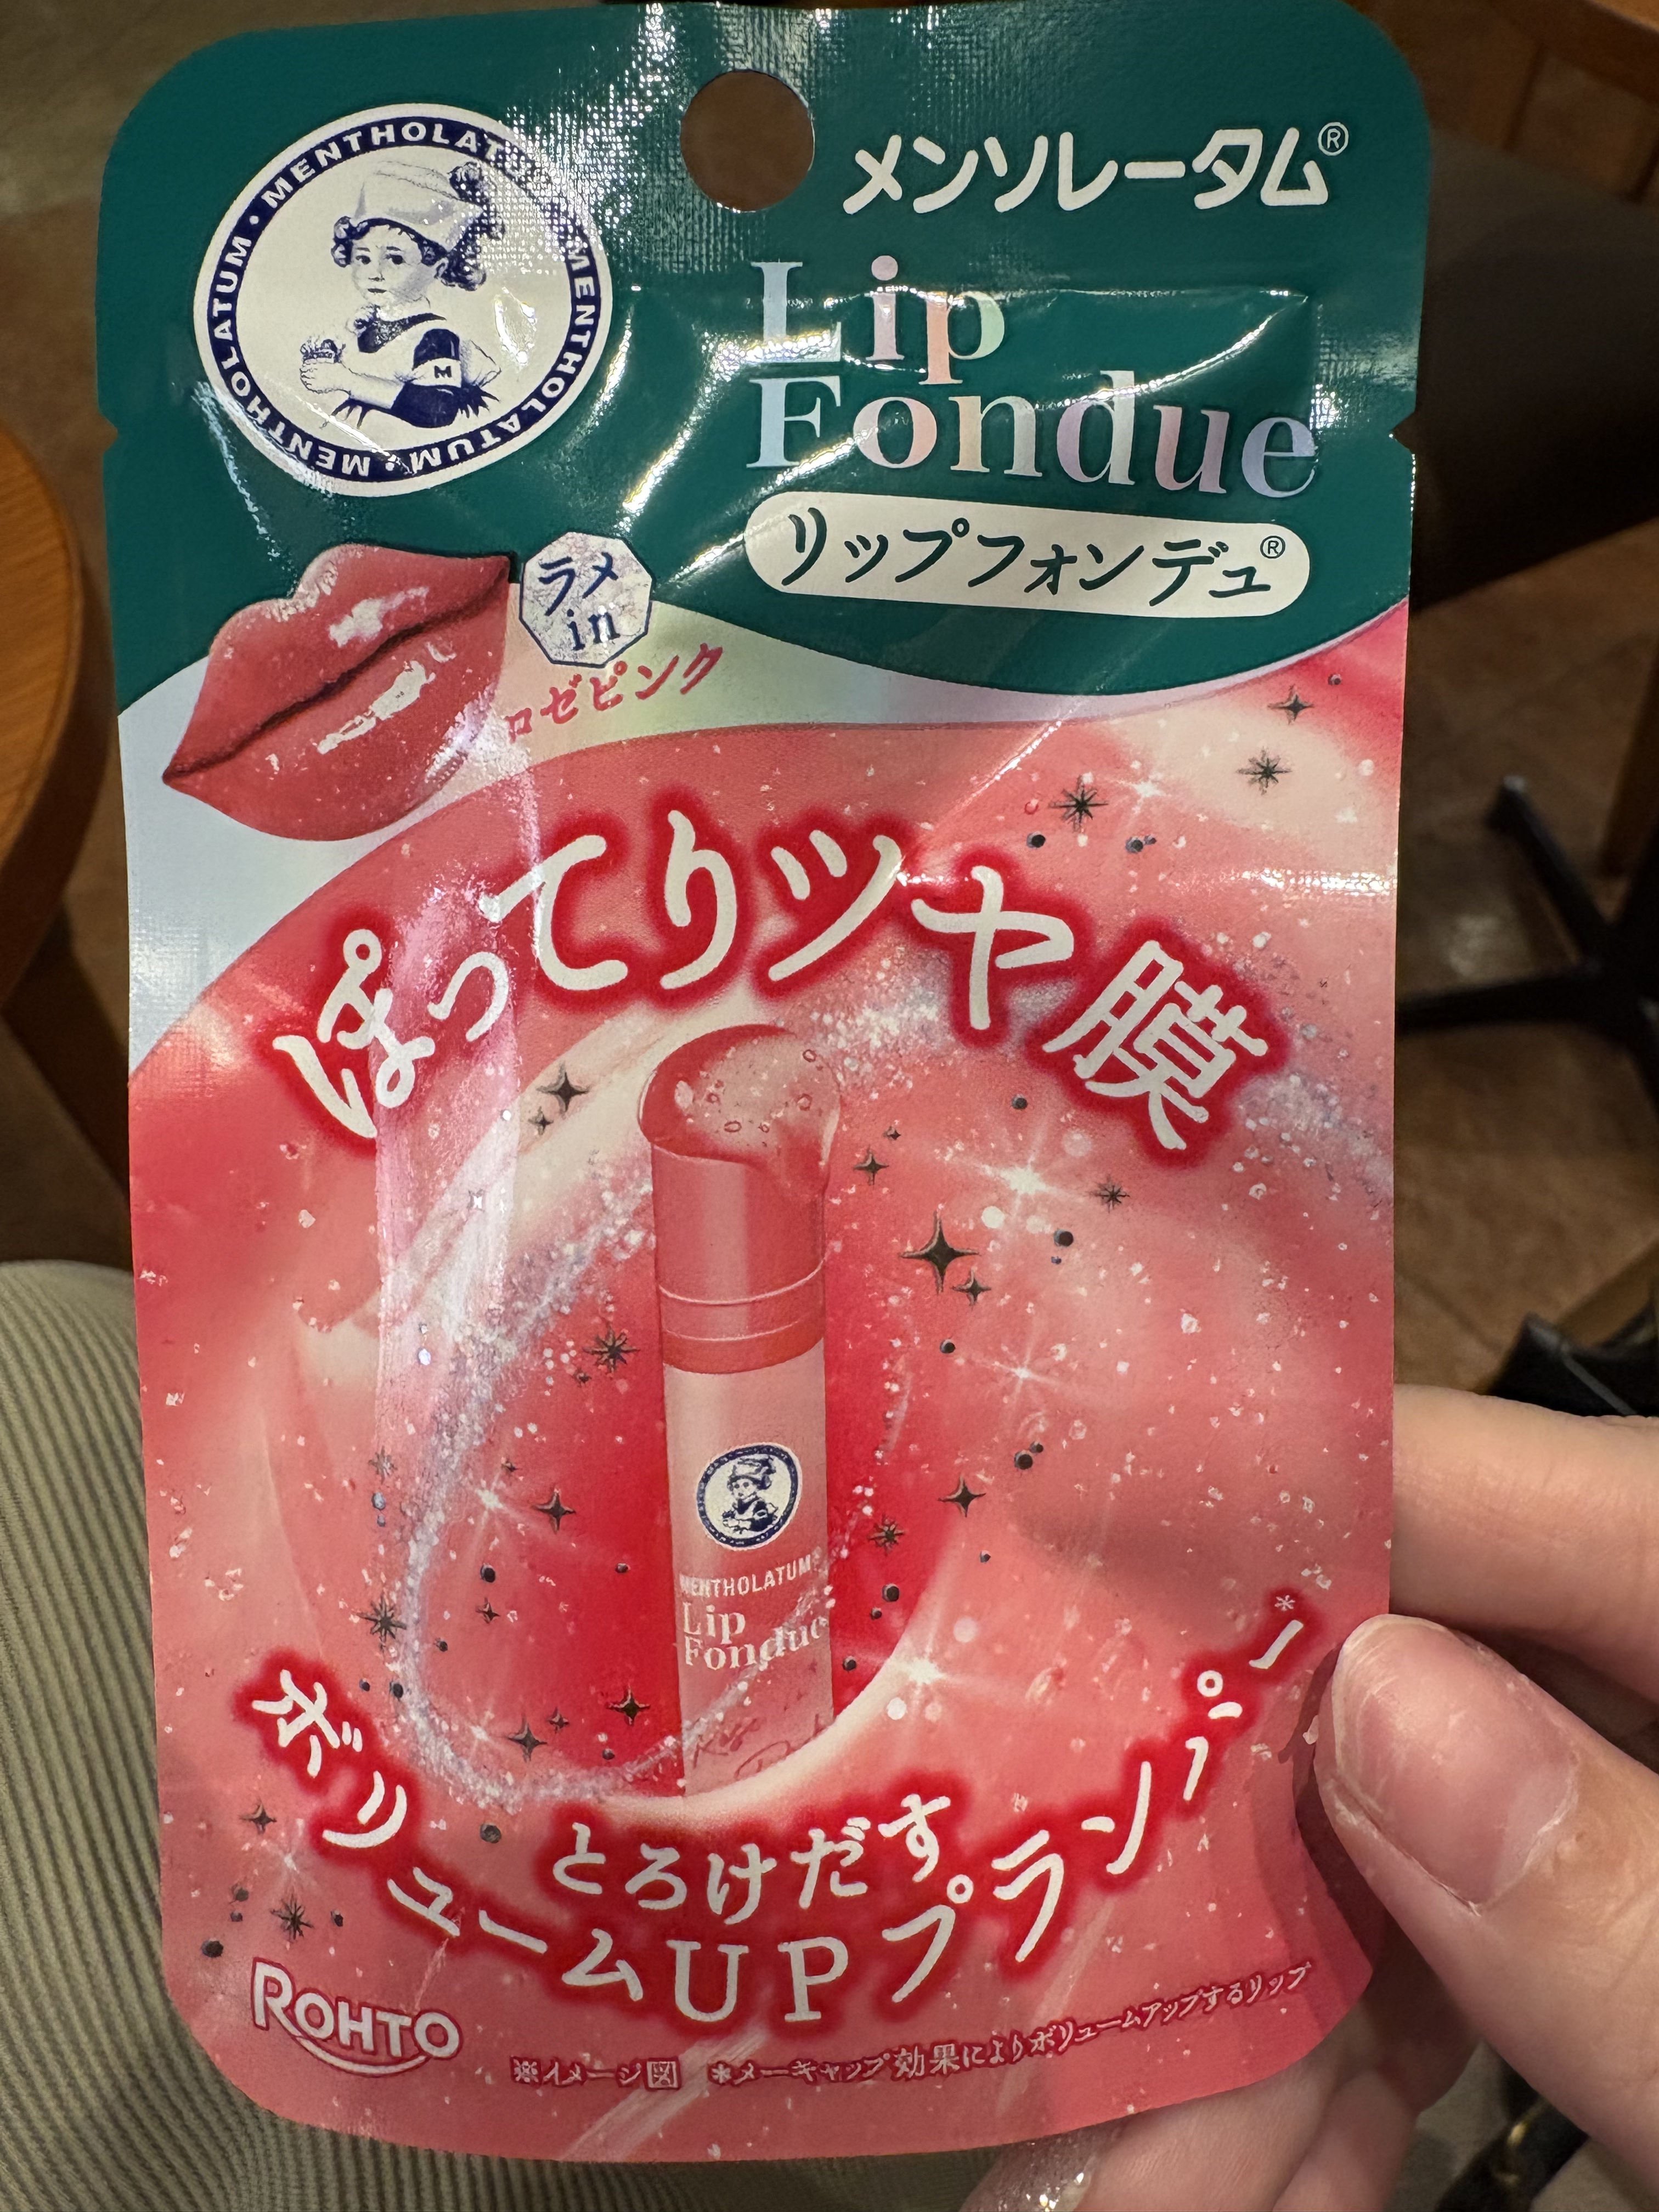 MENTHOLATUM • MENTHOLATUM • MENTHOLATUM • MENTHOLATUM
M
メンソレータム®
Lip
Fondue
リップフォンデュ®
ラメ
in
ロゼピンク
ぽってりツヤ膜
MENTHOLATUM®
Lip
Fondue
とろけだす
ボリュームUPプランパー*
ROHTO
※イメージ図 *メーキャップ効果によりボリュームアップするリップ